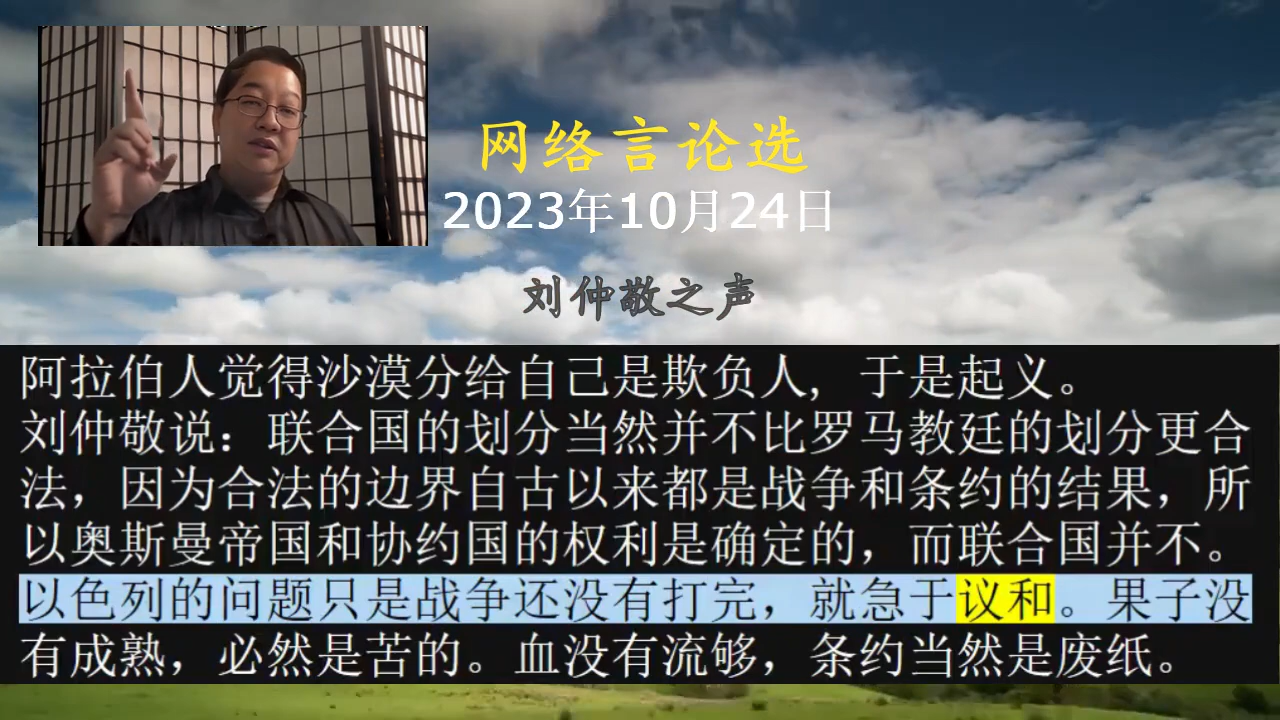 网络言论选
2023年10月24日
刘仲敬之声
阿拉伯人觉得沙漠分给自己是欺负人，于是起义。
刘仲敬说：联合国的划分当然并不比罗马教廷的划分更合
法，因为合法的边界自古以来都是战争和条约的结果，所
以奥斯曼帝国和协约国的权利是确定的，而联合国并不。
以色列的问题只是战争还没有打完，就急于议和。果子没
有成熟，必然是苦的。血没有流够，条约当然是废纸。